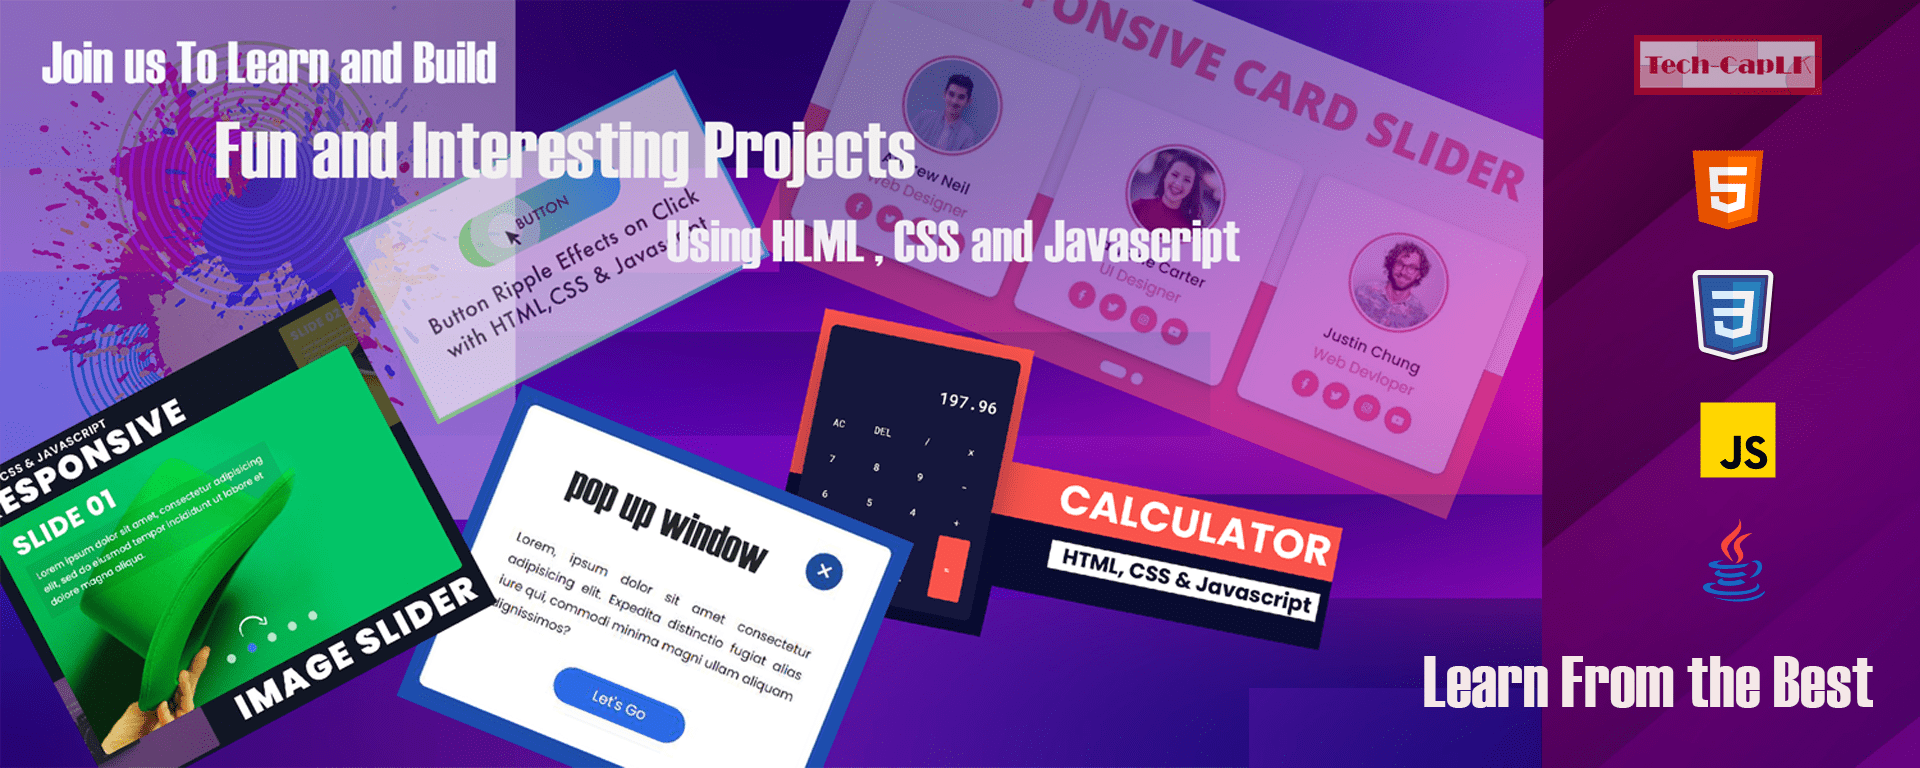 Join us To Learn and Build
Fun and Interesting Projects
Using HLML , CSS and Javascript
BUTTON
Button Ripple Effects on Click
with HTML,CSS & Javascript
CARD SLIDER
Web Designer
Carter
UI Designer
Justin Chung
Web Devloper
SLIDE 02
CSS & JAVASCRIPT
SLIDE 01
Lorem ipsum dolor sit amet, consectetur adipisicing
elit, sed do eiusmod tempor incididunt ut labore et
dolore magna aliqua.
IMAGE SLIDER
pop up window
Lorem, ipsum dolor sit amet consectetur
adipisicing elit. Expedita distinctio fugiat alias
iure qui, commodi minima magni ullam aliquam
dignissimos?
Let's Go
197.96
AC DEL / ×
7 8 9 -
6 5 4 +
CALCULATOR
HTML, CSS & Javascript
Tech-CapLK
5
3
JS
Learn From the Best